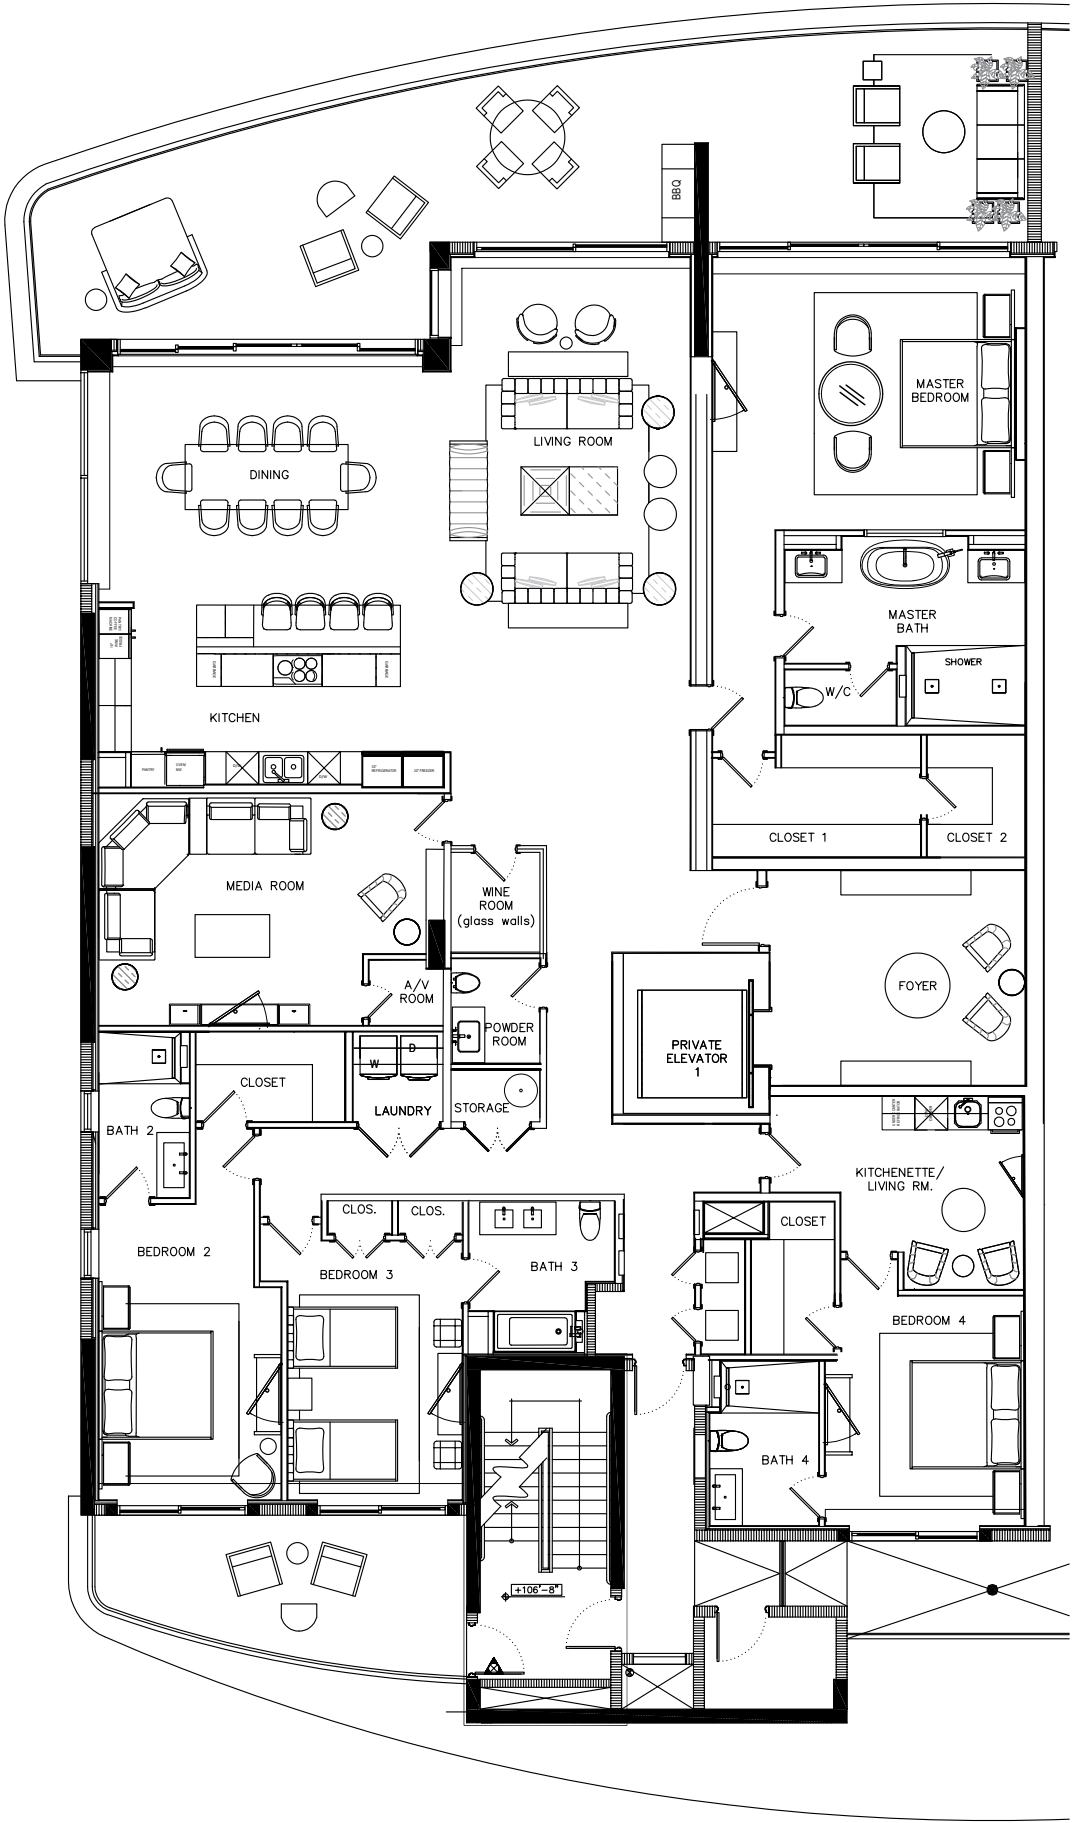 BBQ
MASTER
BEDROOM
LIVING ROOM
DINING
MASTER
BATH
SHOWER
W/C
KITCHEN
CLOSET 1
CLOSET 2
MEDIA ROOM
WINE
ROOM
(glass walls)
A/V
ROOM
FOYER
POWDER
ROOM
PRIVATE
ELEVATOR
1
W
D
CLOSET
LAUNDRY
STORAGE
BATH 2
KITCHENETTE/
LIVING RM.
CLOS.
CLOS.
CLOSET
BEDROOM 2
BEDROOM 3
BATH 3
BEDROOM 4
BATH 4
+106'-8"